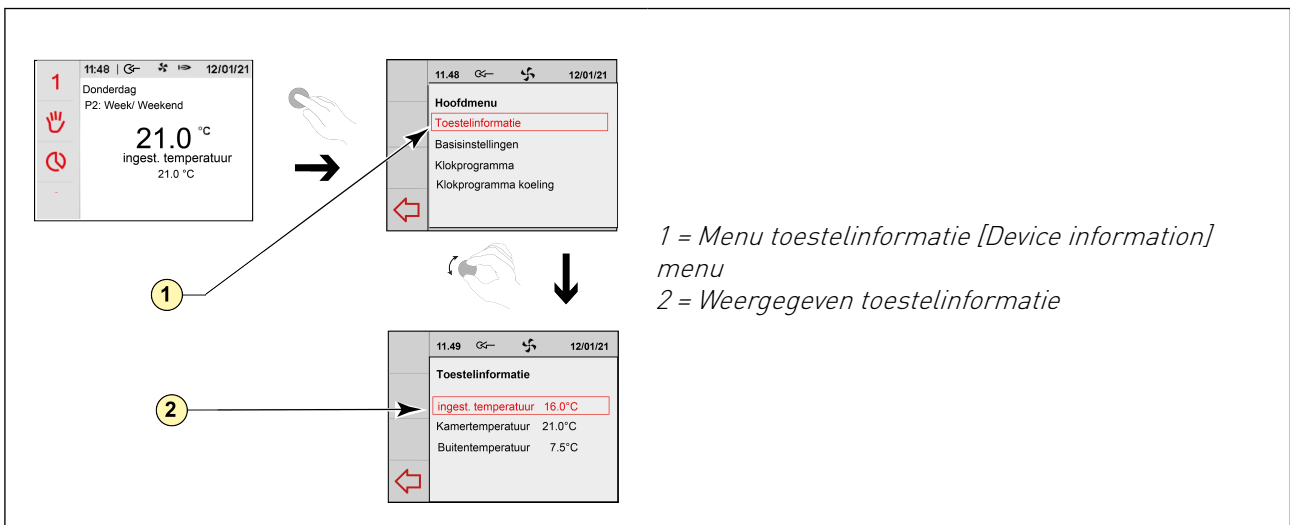 1
11:48 | 12/01/21
Donderdag
P2: Week/ Weekend
21.0 °C
ingest. temperatuur
21.0 °C
11.48 12/01/21
Hoofdmenu
Toestelinformatie
Basisinstellingen
Klokprogramma
Klokprogramma koeling
1
1 = Menu toestelinformatie [Device information]
menu
2 = Weergegeven toestelinformatie
11.49 12/01/21
Toestelinformatie
ingest. temperatuur 16.0°C
Kamertemperatuur 21.0°C
Buitentemperatuur 7.5°C
2